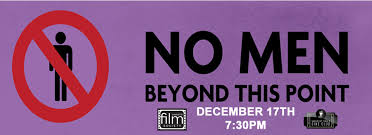 NO MEN
BEYOND THIS POINT
DECEMBER 17TH
7:30PM
film